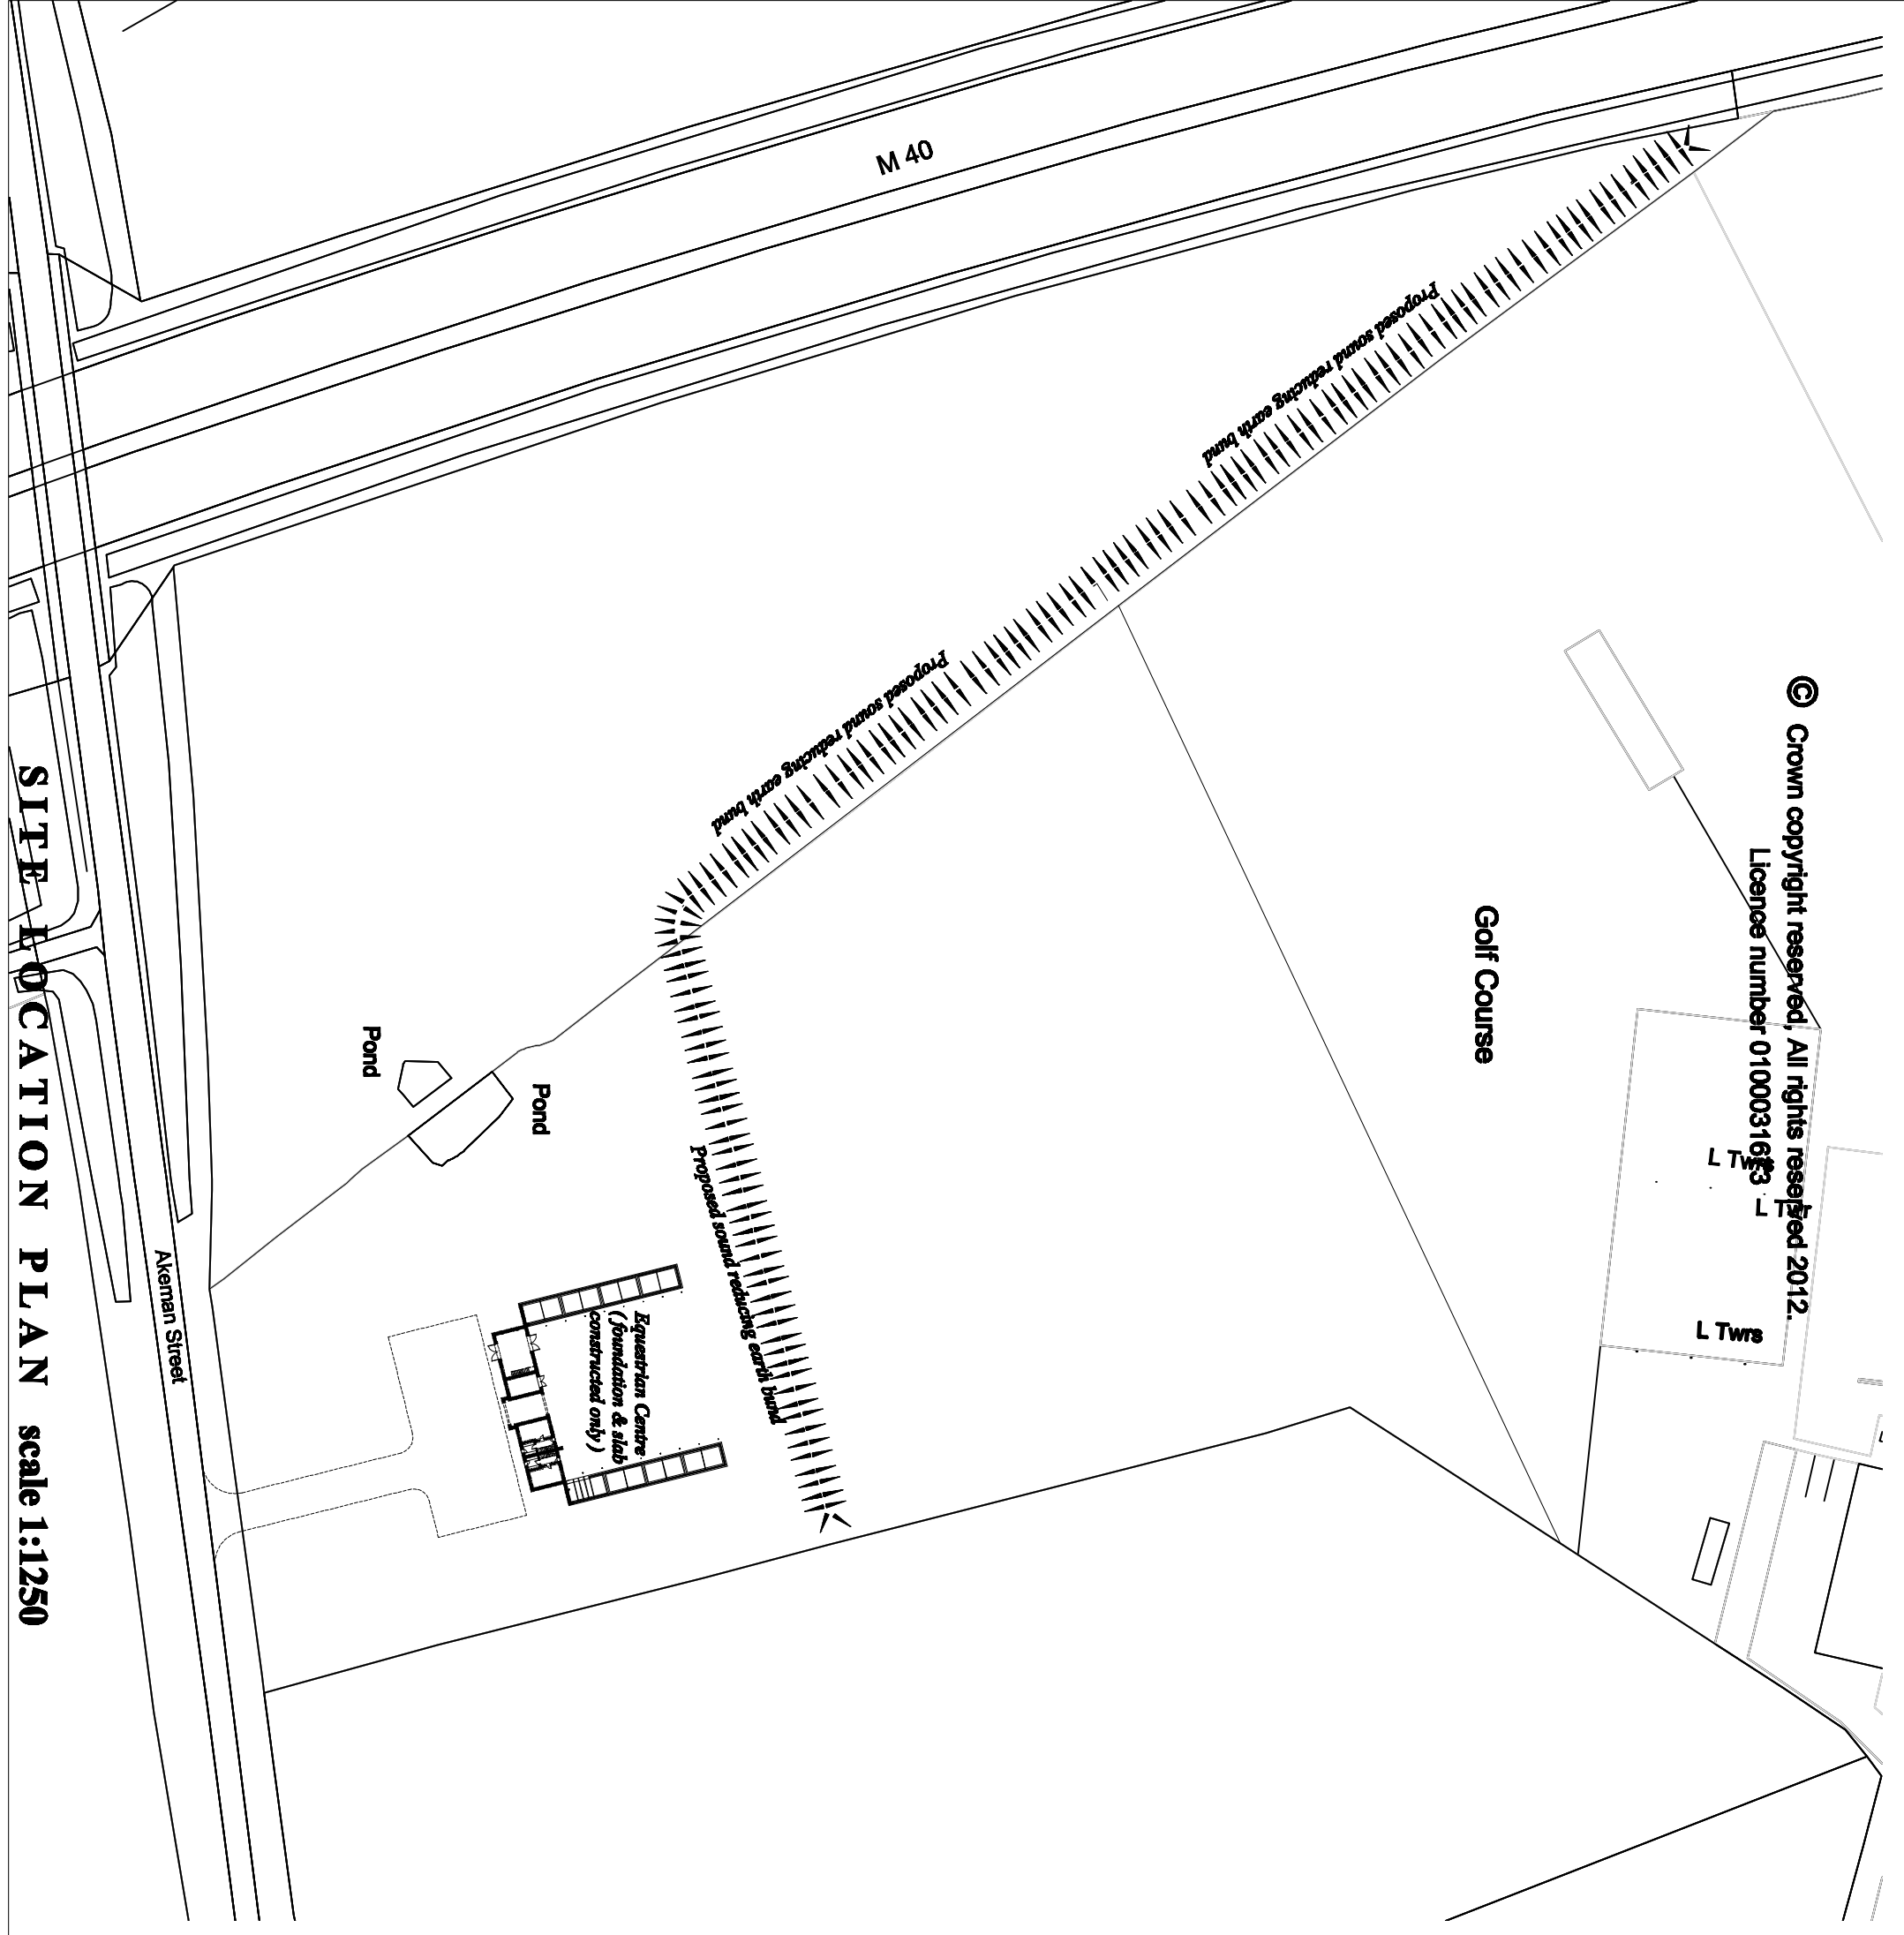 M 40
Proposed sound reducing earth bund
Proposed sound reducing earth bund
Proposed sound reducing earth bund
© Crown copyright reserved, All rights reserved 2012.
Licence number 0100031673
Golf Course
L Twrs
L Twr
L Twrs
Pond
Pond
Equestrian Centre
(foundation & slab
constructed only)
Akeman Street
SITE LOCATION PLAN scale 1:1250